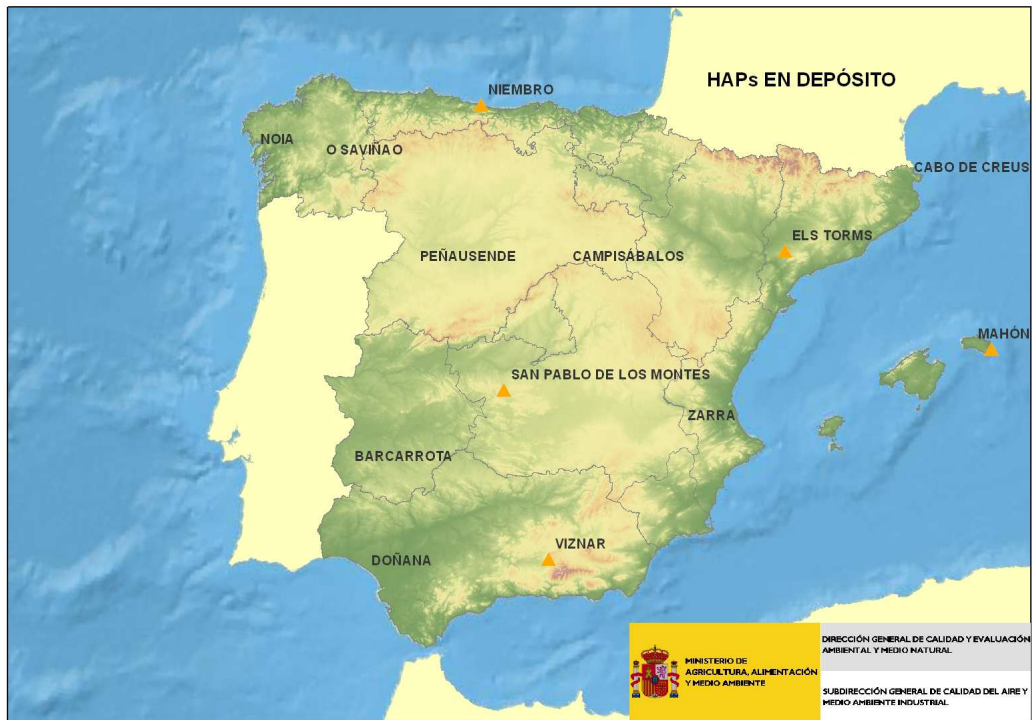 HAPs EN DEPÓSITO
NIEMBRO
NOIA
O SAVIÑAO
CABO DE CREUS
ELS TORMS
PEÑAUSENDE
CAMPISÁBALOS
MAHÓN
SAN PABLO DE LOS MONTES
ZARRA
BARCARROTA
VIZNAR
DOÑANA
MINISTERIO DE
AGRICULTURA, ALIMENTACIÓN
Y MEDIO AMBIENTE
DIRECCIÓN GENERAL DE CALIDAD Y EVALUACIÓN
AMBIENTAL Y MEDIO NATURAL
SUBDIRECCIÓN GENERAL DE CALIDAD DEL AIRE Y
MEDIO AMBIENTE INDUSTRIAL